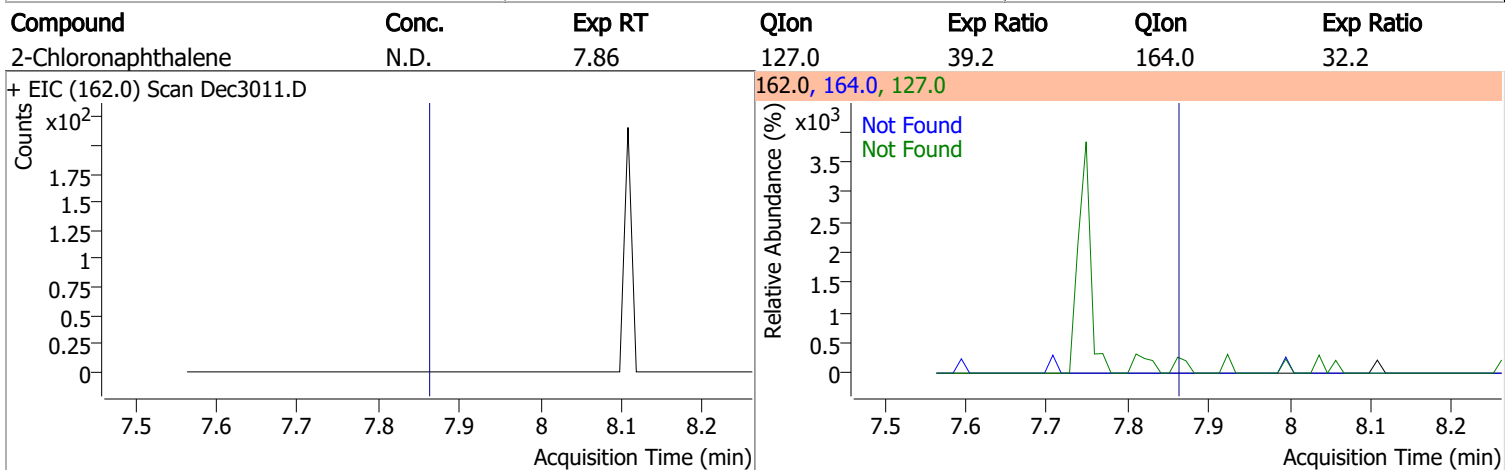 Compound Conc. Exp RT QIon Exp Ratio QIon Exp Ratio
2-Chloronaphthalene N.D. 7.86 127.0 39.2 164.0 32.2
+ EIC (162.0) Scan Dec3011.D
Counts
x10²
1.75
1.5
1.25
1
0.75
0.5
0.25
0
7.5 7.6 7.7 7.8 7.9 8 8.1 8.2
Acquisition Time (min)
162.0, 164.0, 127.0
Relative Abundance (%)
x10³
Not Found
Not Found
3.5
3
2.5
2
1.5
1
0.5
0
7.5 7.6 7.7 7.8 7.9 8 8.1 8.2
Acquisition Time (min)